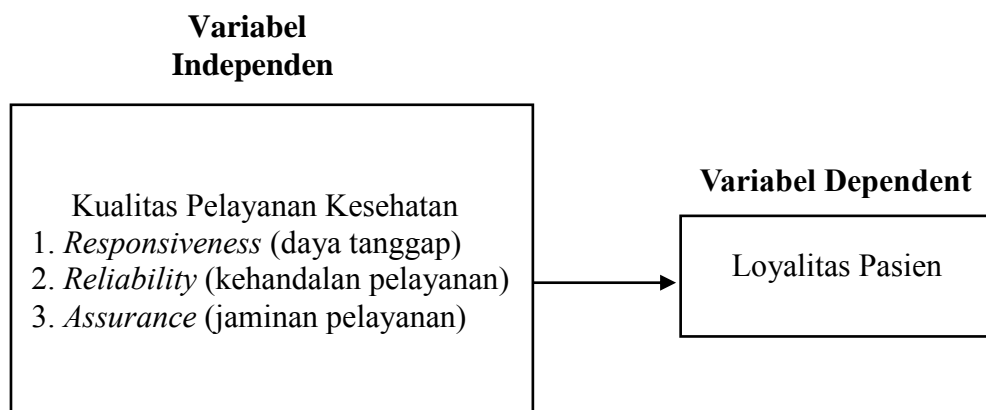 Variabel
Independen
Kualitas Pelayanan Kesehatan
1. Responsiveness (daya tanggap)
2. Reliability (kehandalan pelayanan)
3. Assurance (jaminan pelayanan)
Variabel Dependent
Loyalitas Pasien